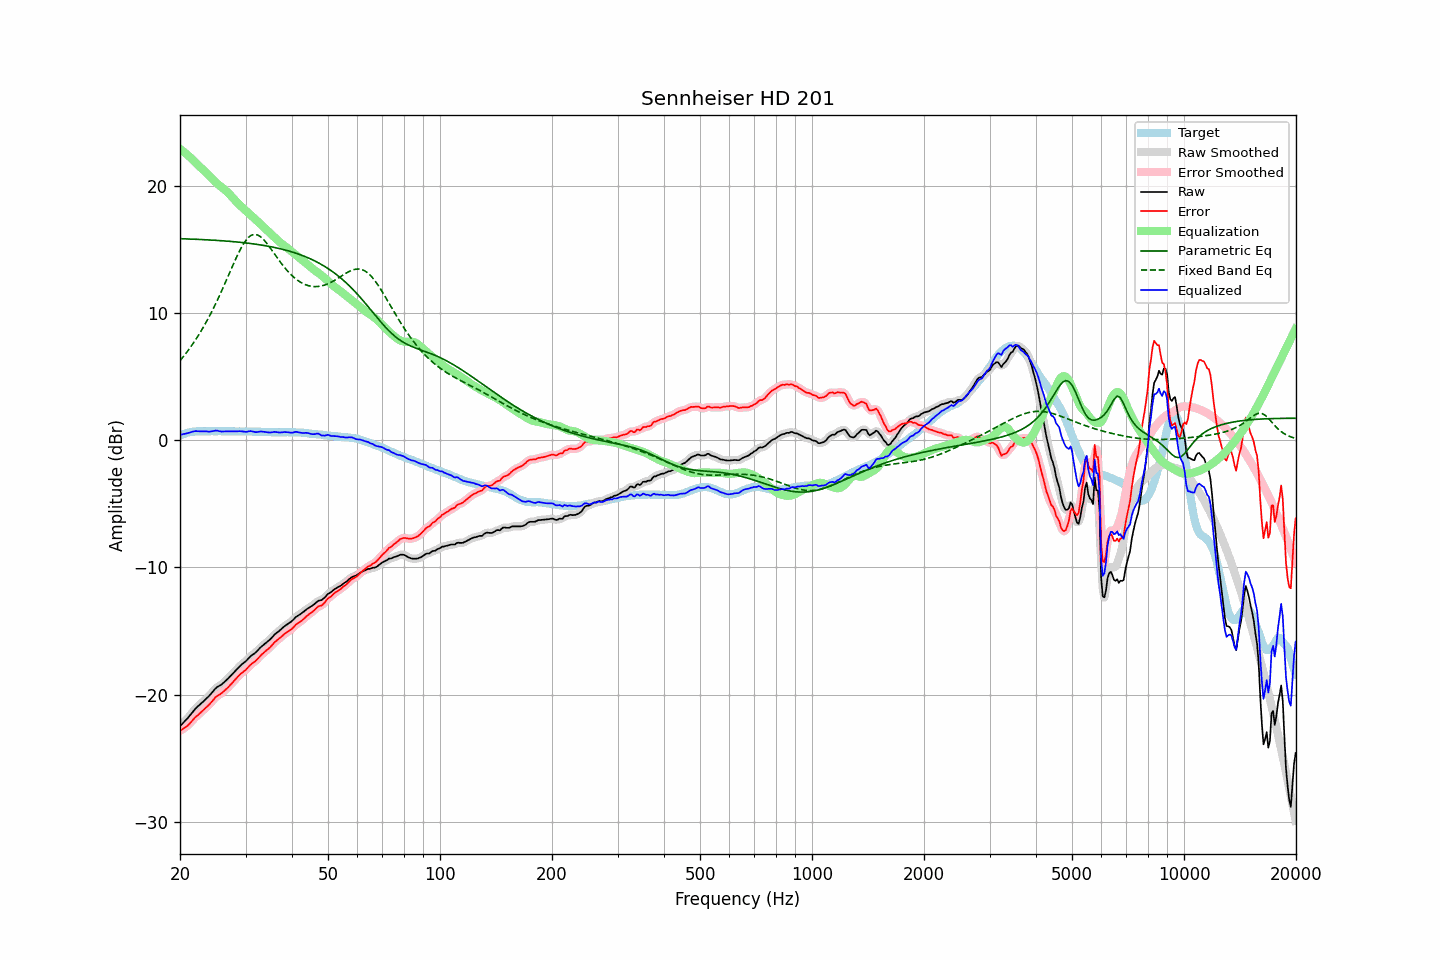 Sennheiser HD 201
Target
Raw Smoothed
Error Smoothed
Raw
Error
Equalization
Parametric Eq
Fixed Band Eq
Equalized
Amplitude (dBr)
20
10
0
−10
−20
−30
20 50 100 200 500 1000 2000 5000 10000 20000
Frequency (Hz)